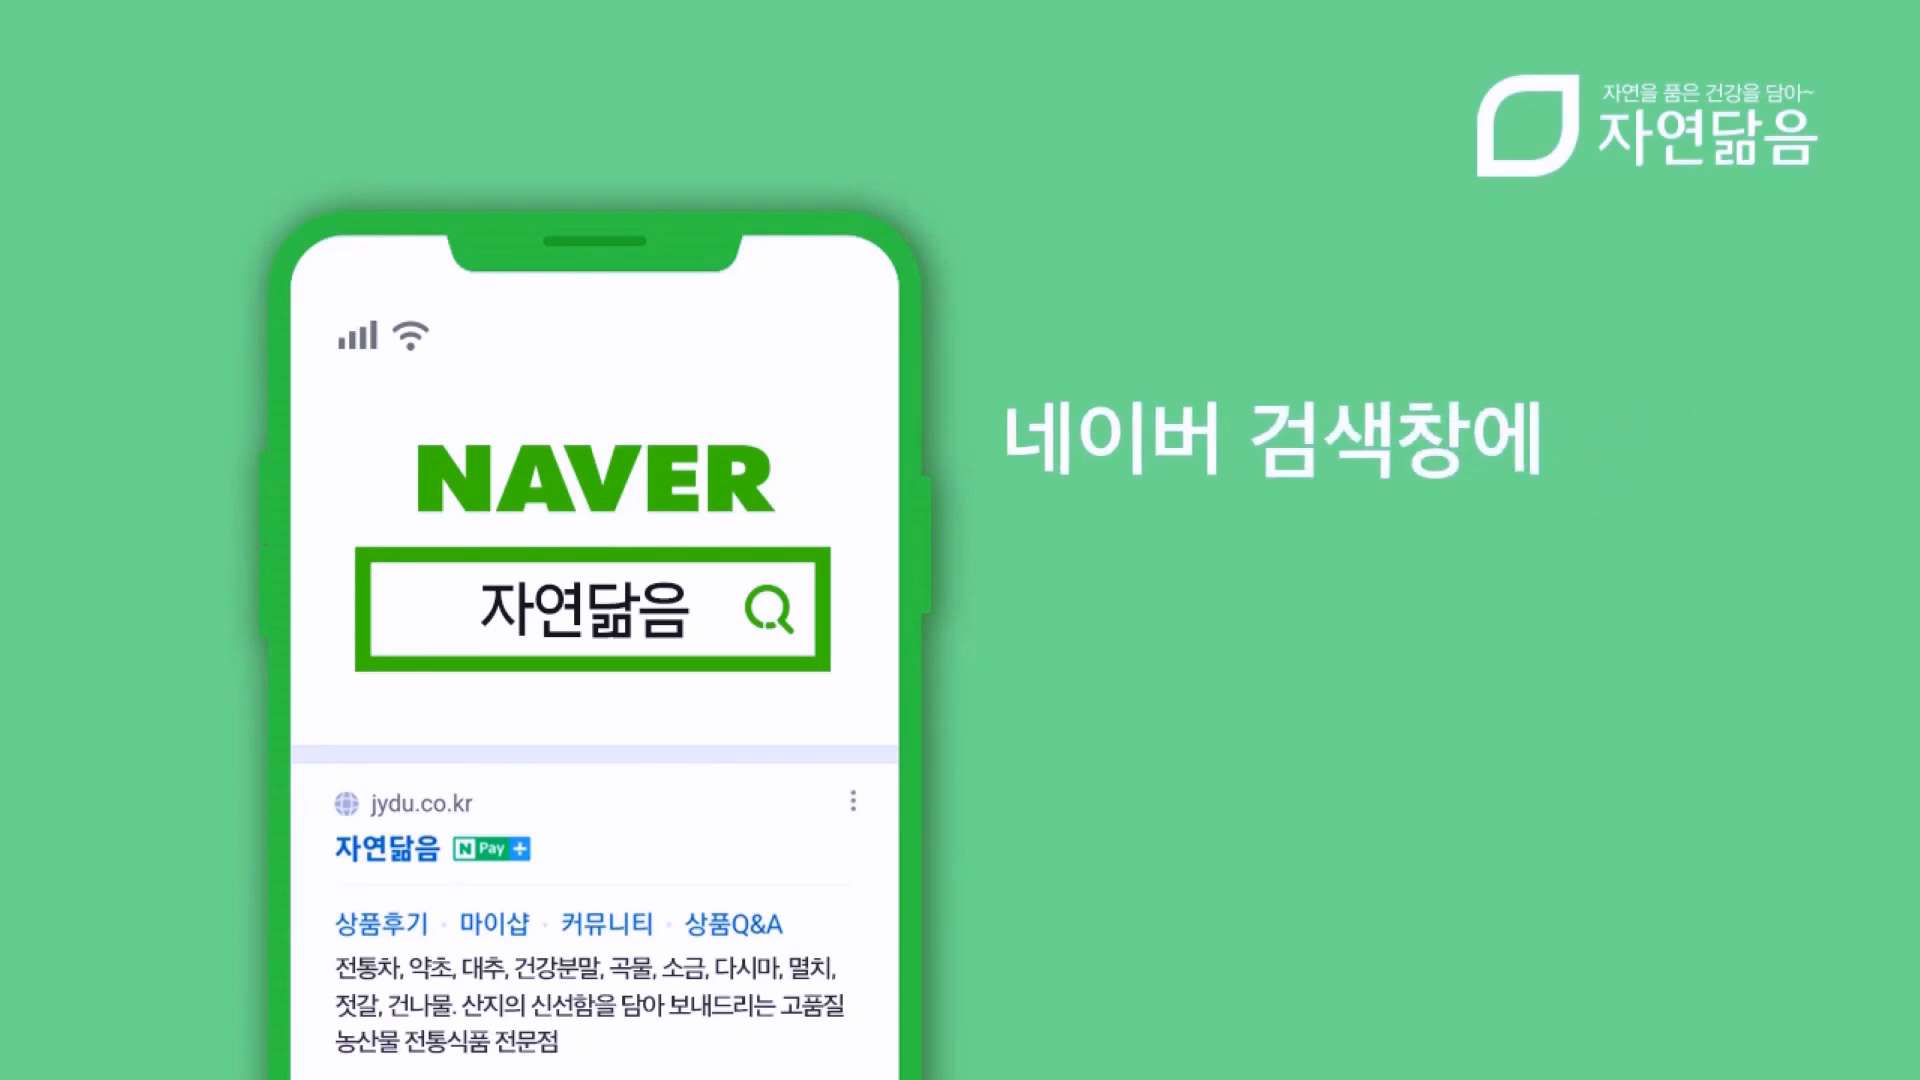 자연을 품은 건강을 담아~
자연닮음
네이버 검색창에
NAVER
자연닮음
jydu.co.kr
자연닮음 N Pay +
상품후기 · 마이샵 · 커뮤니티 · 상품Q&A
전통차, 약초, 대추, 건강분말, 곡물, 소금, 다시마, 멸치,
젓갈, 건나물. 산지의 신선함을 담아 보내드리는 고품질
농산물 전통식품 전문점